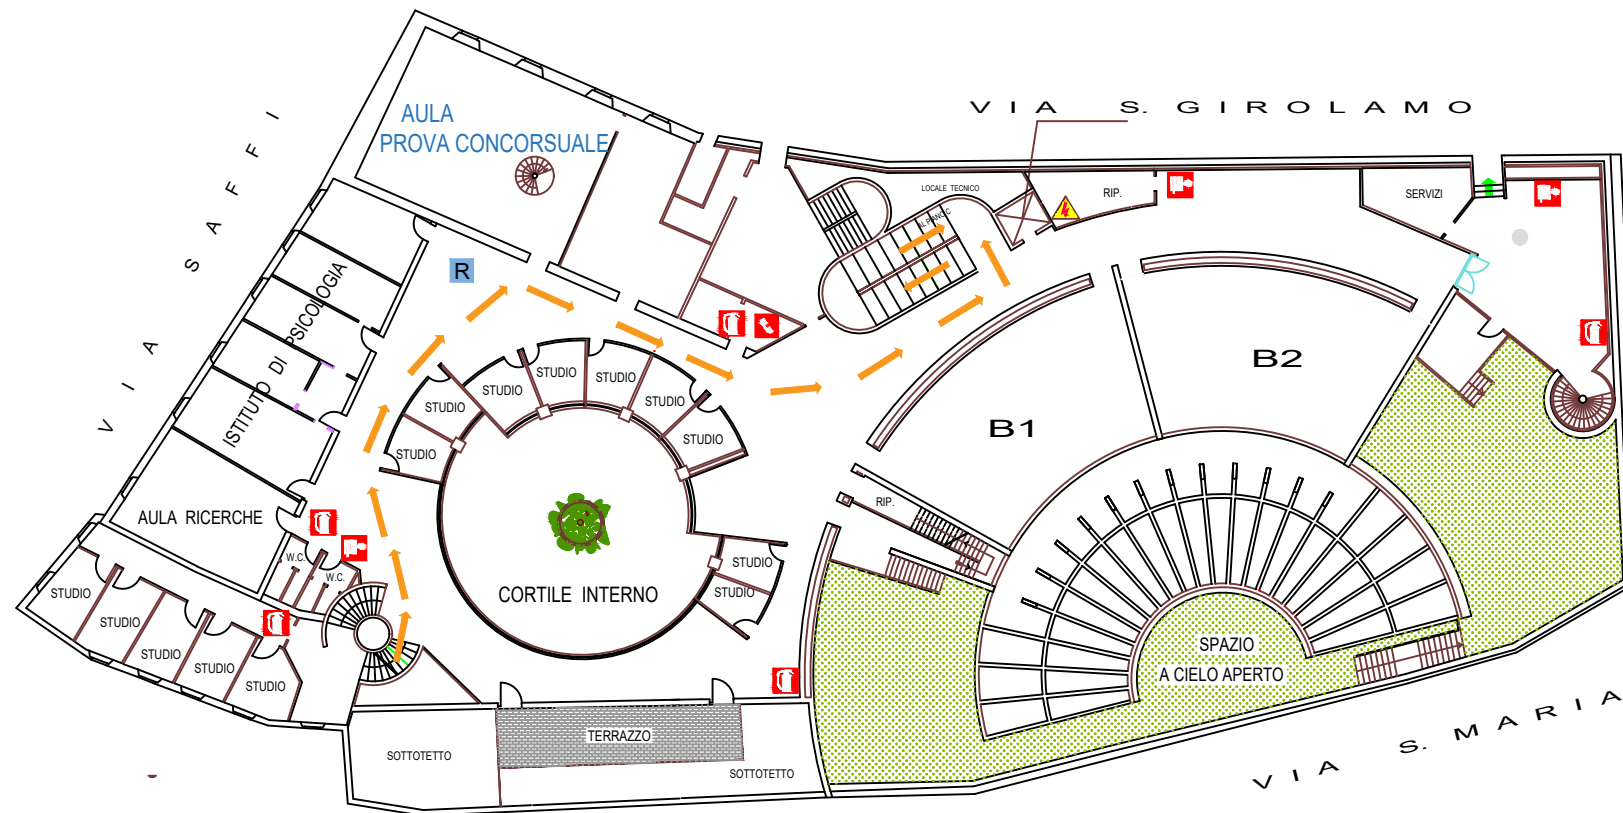 VIA SAFFI
AULA
PROVA CONCORSUALE
VIA S. GIROLAMO
LOCALE TECNICO
AL PIANO C
RIP.
SERVIZI
R
ISTITUTO DI PSICOLOGIA
STUDIO
STUDIO
STUDIO
STUDIO
STUDIO
STUDIO
STUDIO
B1
B2
AULA RICERCHE
RIP.
W.C.
W.C.
STUDIO
STUDIO
STUDIO
STUDIO
STUDIO
STUDIO
STUDIO
CORTILE INTERNO
SPAZIO
A CIELO APERTO
TERRAZZO
SOTTOTETTO
SOTTOTETTO
VIA S. MARIA